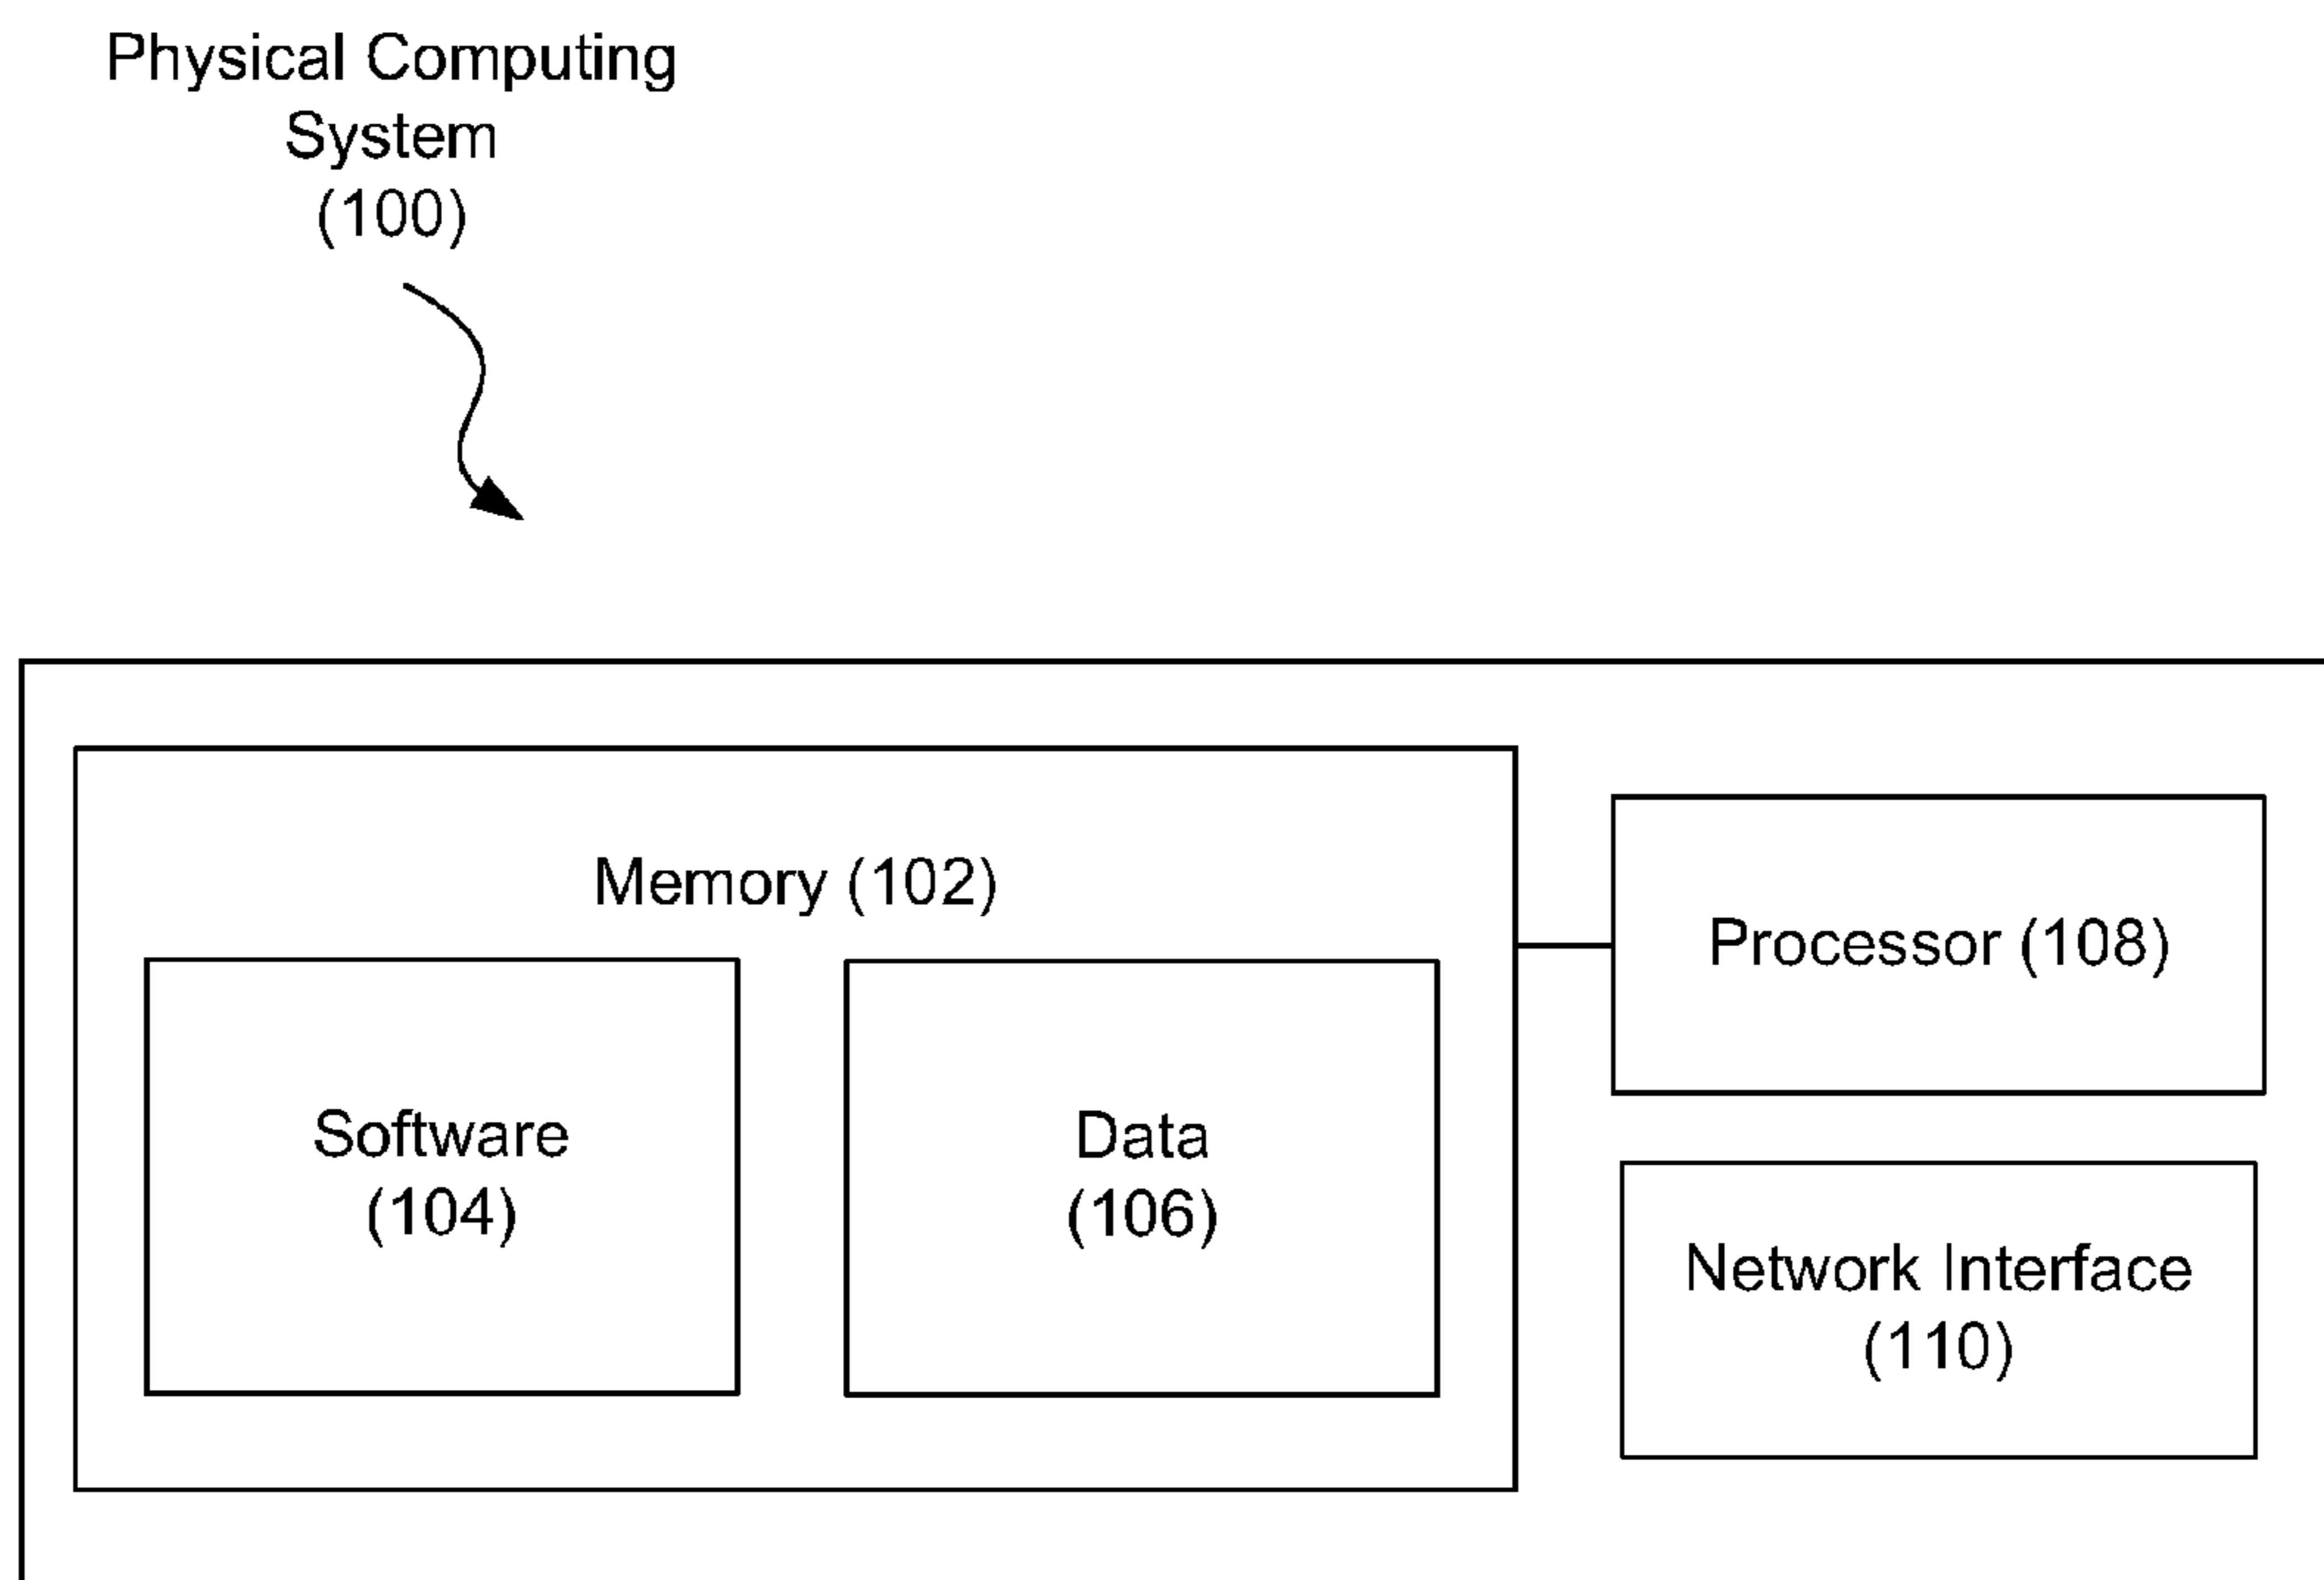 Physical Computing
System
(100)
Memory (102)
Processor (108)
Software
(104)
Data
(106)
Network Interface
(110)